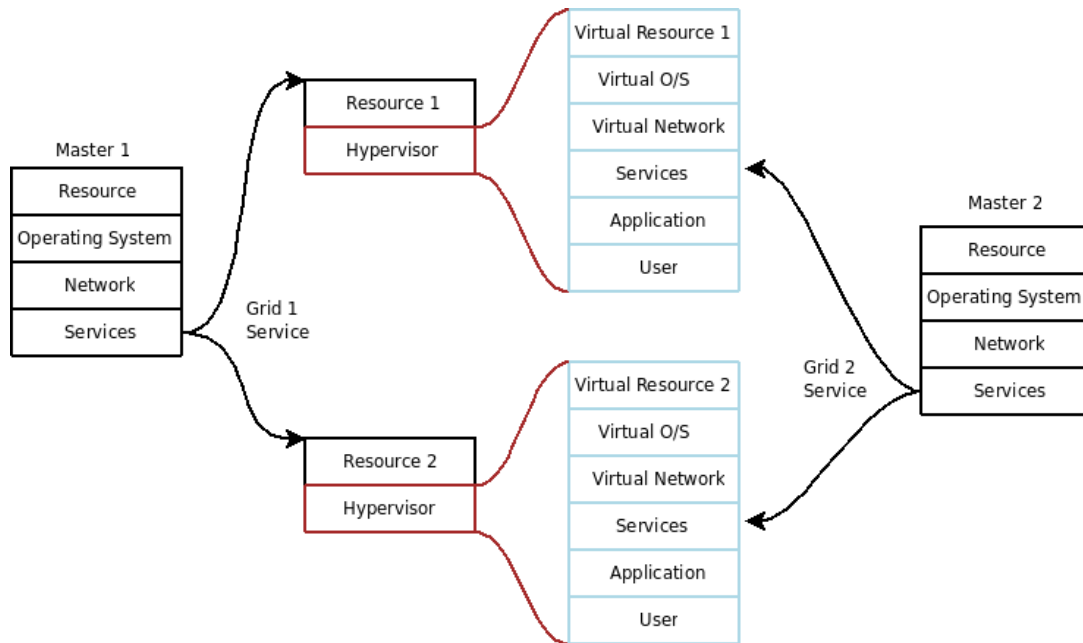 Master 1
Resource
Operating System
Network
Services
Grid 1
Service
Resource 1
Hypervisor
Resource 2
Hypervisor
Virtual Resource 1
Virtual O/S
Virtual Network
Services
Application
User
Virtual Resource 2
Virtual O/S
Virtual Network
Services
Application
User
Grid 2
Service
Master 2
Resource
Operating System
Network
Services